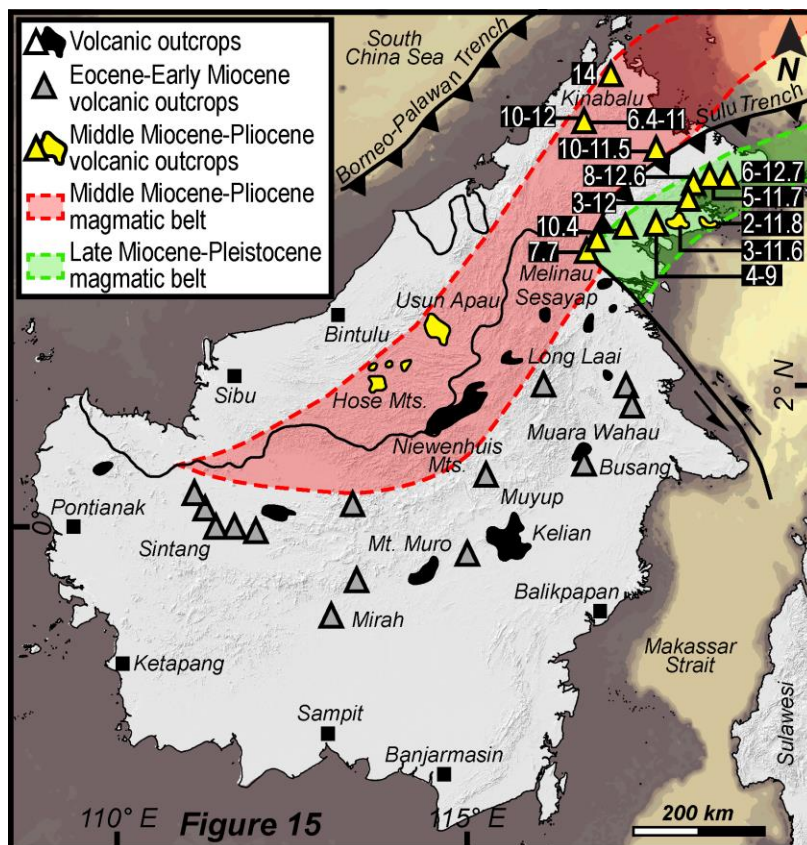 Volcanic outcrops
Eocene-Early Miocene
volcanic outcrops
Middle Miocene-Pliocene
volcanic outcrops
Middle Miocene-Pliocene
magmatic belt
Late Miocene-Pleistocene
magmatic belt
South
China Sea
Borneo-Palawan Trench
N
14
Kinabalu
Sulu Trench
10-12
6.4-11
10-11.5
8-12.6
6-12.7
5-11.7
3-12
2-11.8
10.4
3-11.6
7.7
4-9
Melinau
Sesayap
Usun Apau
Bintulu
Long Laai
Sibu
2° N
Hose Mts.
Niewenhuis
Mts.
Muara Wahau
Busang
Pontianak
0°
Muyup
Sintang
Mt. Muro
Kelian
Mirah
Balikpapan
Makassar
Strait
Ketapang
Sampit
Sulawesi
Banjarmasin
110° E
Figure 15
115° E
200 km